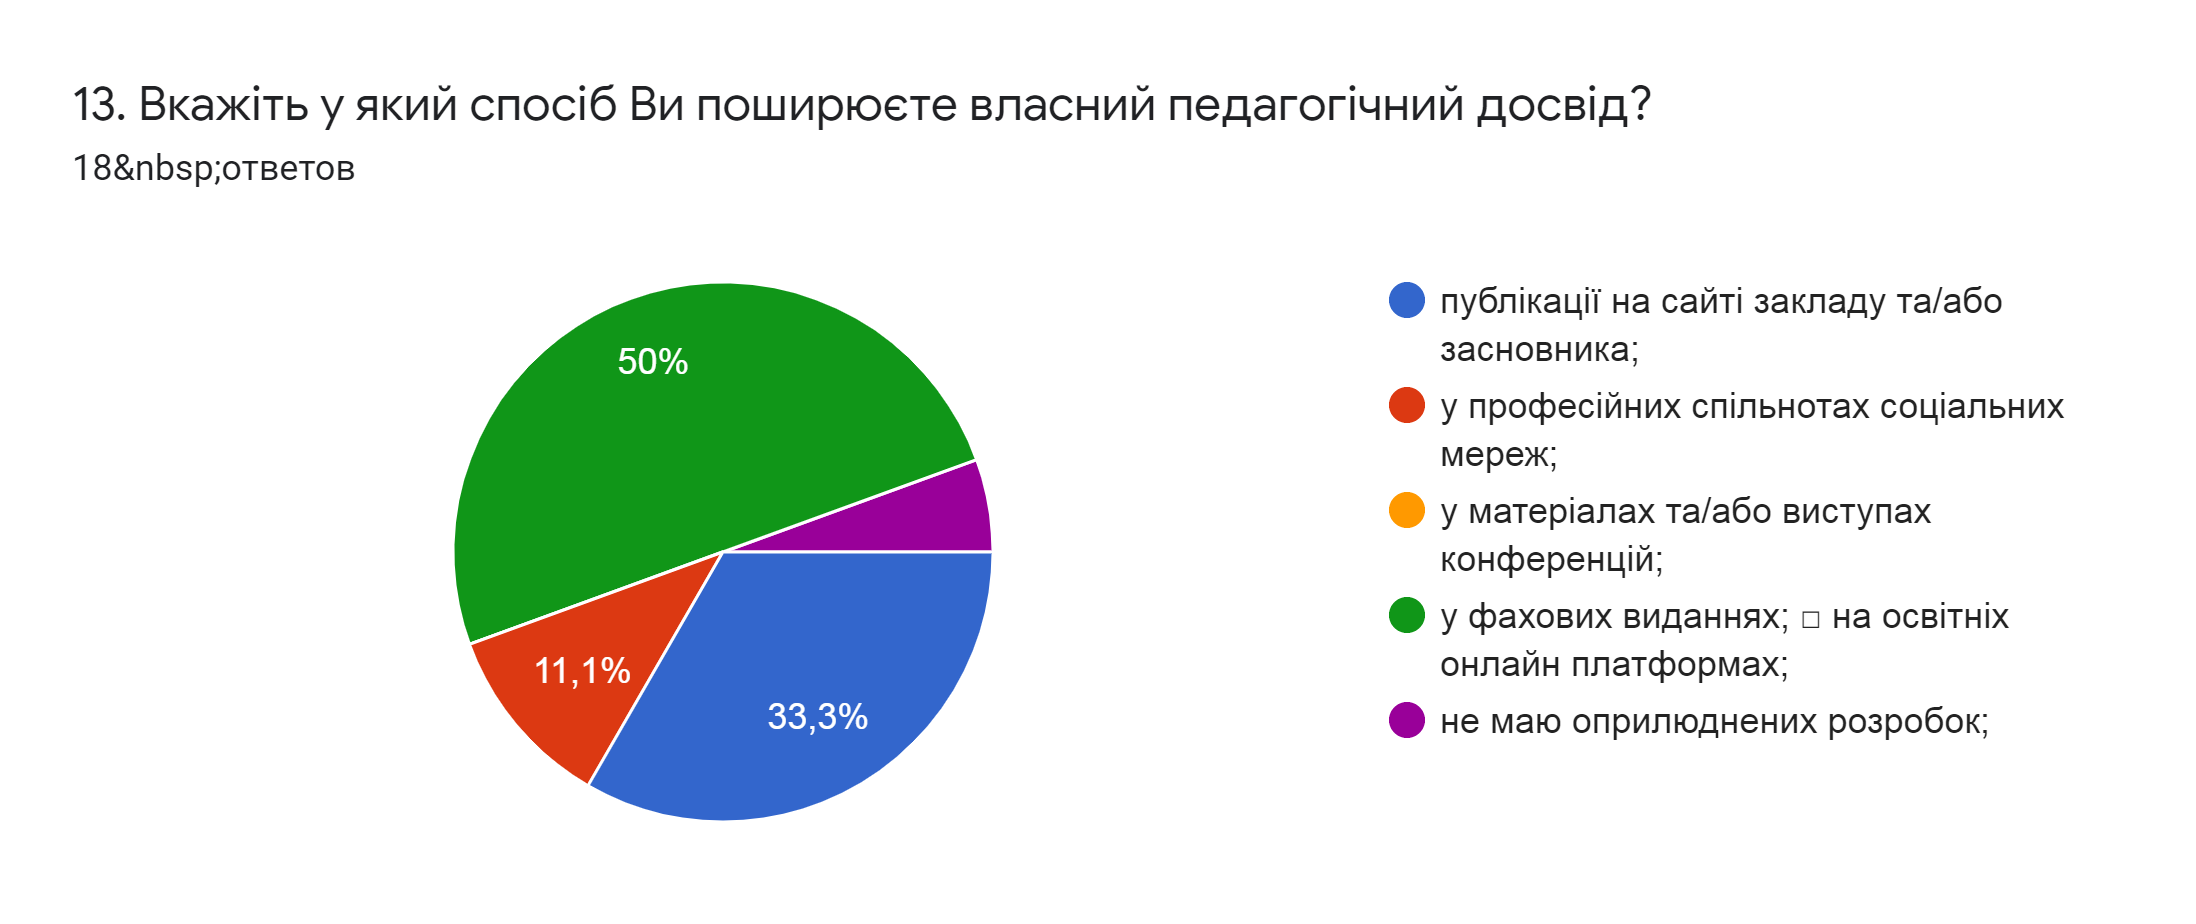 13. Вкажіть у який спосіб Ви поширюєте власний педагогічний досвід?
18&nbsp;ответов
50%
11,1%
33,3%
публікації на сайті закладу та/або
засновника;
у професійних спільнотах соціальних
мереж;
у матеріалах та/або виступах
конференцій;
у фахових виданнях; □ на освітніх
онлайн платформах;
не маю оприлюднених розробок;